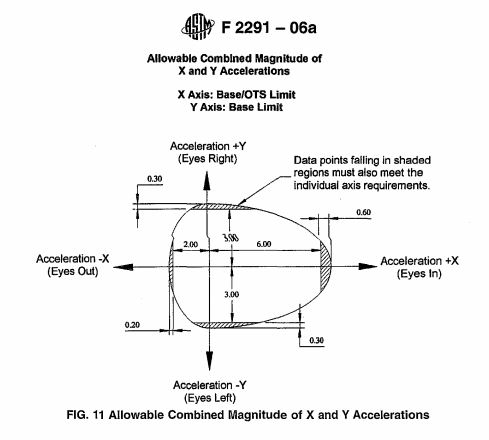 ASTM F 2291 – 06a
Allowable Combined Magnitude of
X and Y Accelerations
X Axis: Base/OTS Limit
Y Axis: Base Limit
Acceleration +Y
(Eyes Right)
Data points falling in shaded
regions must also meet the
individual axis requirements.
0.30
0.60
3.00
2.00
6.00
Acceleration -X
(Eyes Out)
Acceleration +X
(Eyes In)
3.00
0.20
0.30
Acceleration -Y
(Eyes Left)
FIG. 11 Allowable Combined Magnitude of X and Y Accelerations